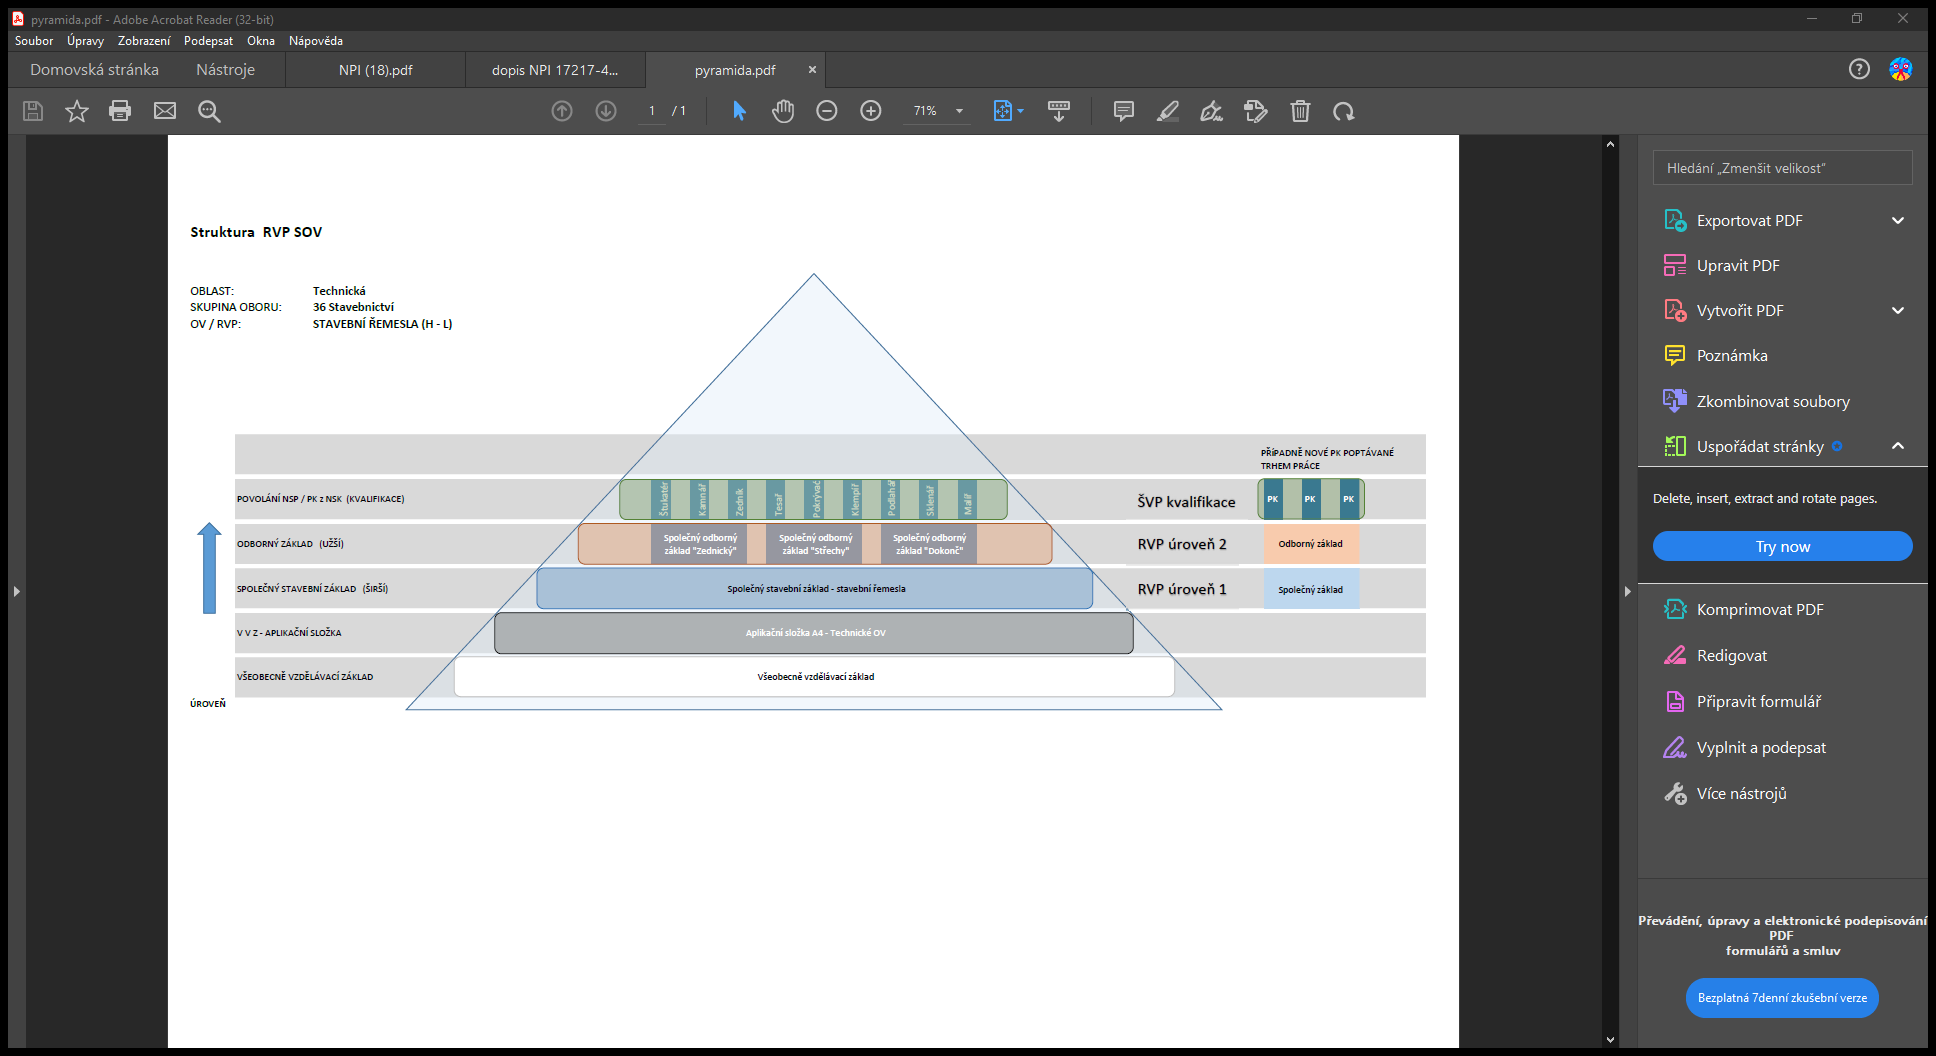 pyramida.pdf - Adobe Acrobat Reader (32-bit)
Soubor Úpravy Zobrazení Podepsat Okna Nápověda
Domovská stránka Nástroje NPI (18).pdf dopis NPI 17217-4... pyramida.pdf
1 / 1 71%
Struktura RVP SOV
OBLAST: Technická
SKUPINA OBORU: 36 Stavebnictví
OV / RVP: STAVEBNÍ ŘEMESLA (H - L)
PŘÍPADNĚ NOVÉ PK POPTÁVANÉ
TRHEM PRÁCE
POVOLÁNÍ NSP / PK z NSK (KVALIFIKACE)
Štukatér
Kamnář
Zedník
Tesař
Pokrývač
Klempíř
Podlahář
Sklenář
Malíř
ŠVP kvalifikace
PK PK PK
ODBORNÝ ZÁKLAD (UŽŠÍ)
Společný odborný
základ "Zednický"
Společný odborný
základ "Střechy"
Společný odborný
základ "Dokonč"
RVP úroveň 2
Odborný základ
SPOLEČNÝ STAVEBNÍ ZÁKLAD (ŠIRŠÍ)
Společný stavební základ - stavební řemesla
RVP úroveň 1
Společný základ
V V Z - APLIKAČNÍ SLOŽKA
Aplikační složka A4 - Technické OV
VŠEOBECNĚ VZDĚLÁVACÍ ZÁKLAD
Všeobecně vzdělávací základ
ÚROVEŇ
Hledání „Zmenšit velikost“
Exportovat PDF
Upravit PDF
Vytvořit PDF
Poznámka
Zkombinovat soubory
Uspořádat stránky
Delete, insert, extract and rotate pages.
Try now
Komprimovat PDF
Redigovat
Připravit formulář
Vyplnit a podepsat
Více nástrojů
Převádění, úpravy a elektronické podepisování
PDF
formulářů a smluv
Bezplatná 7denní zkušební verze